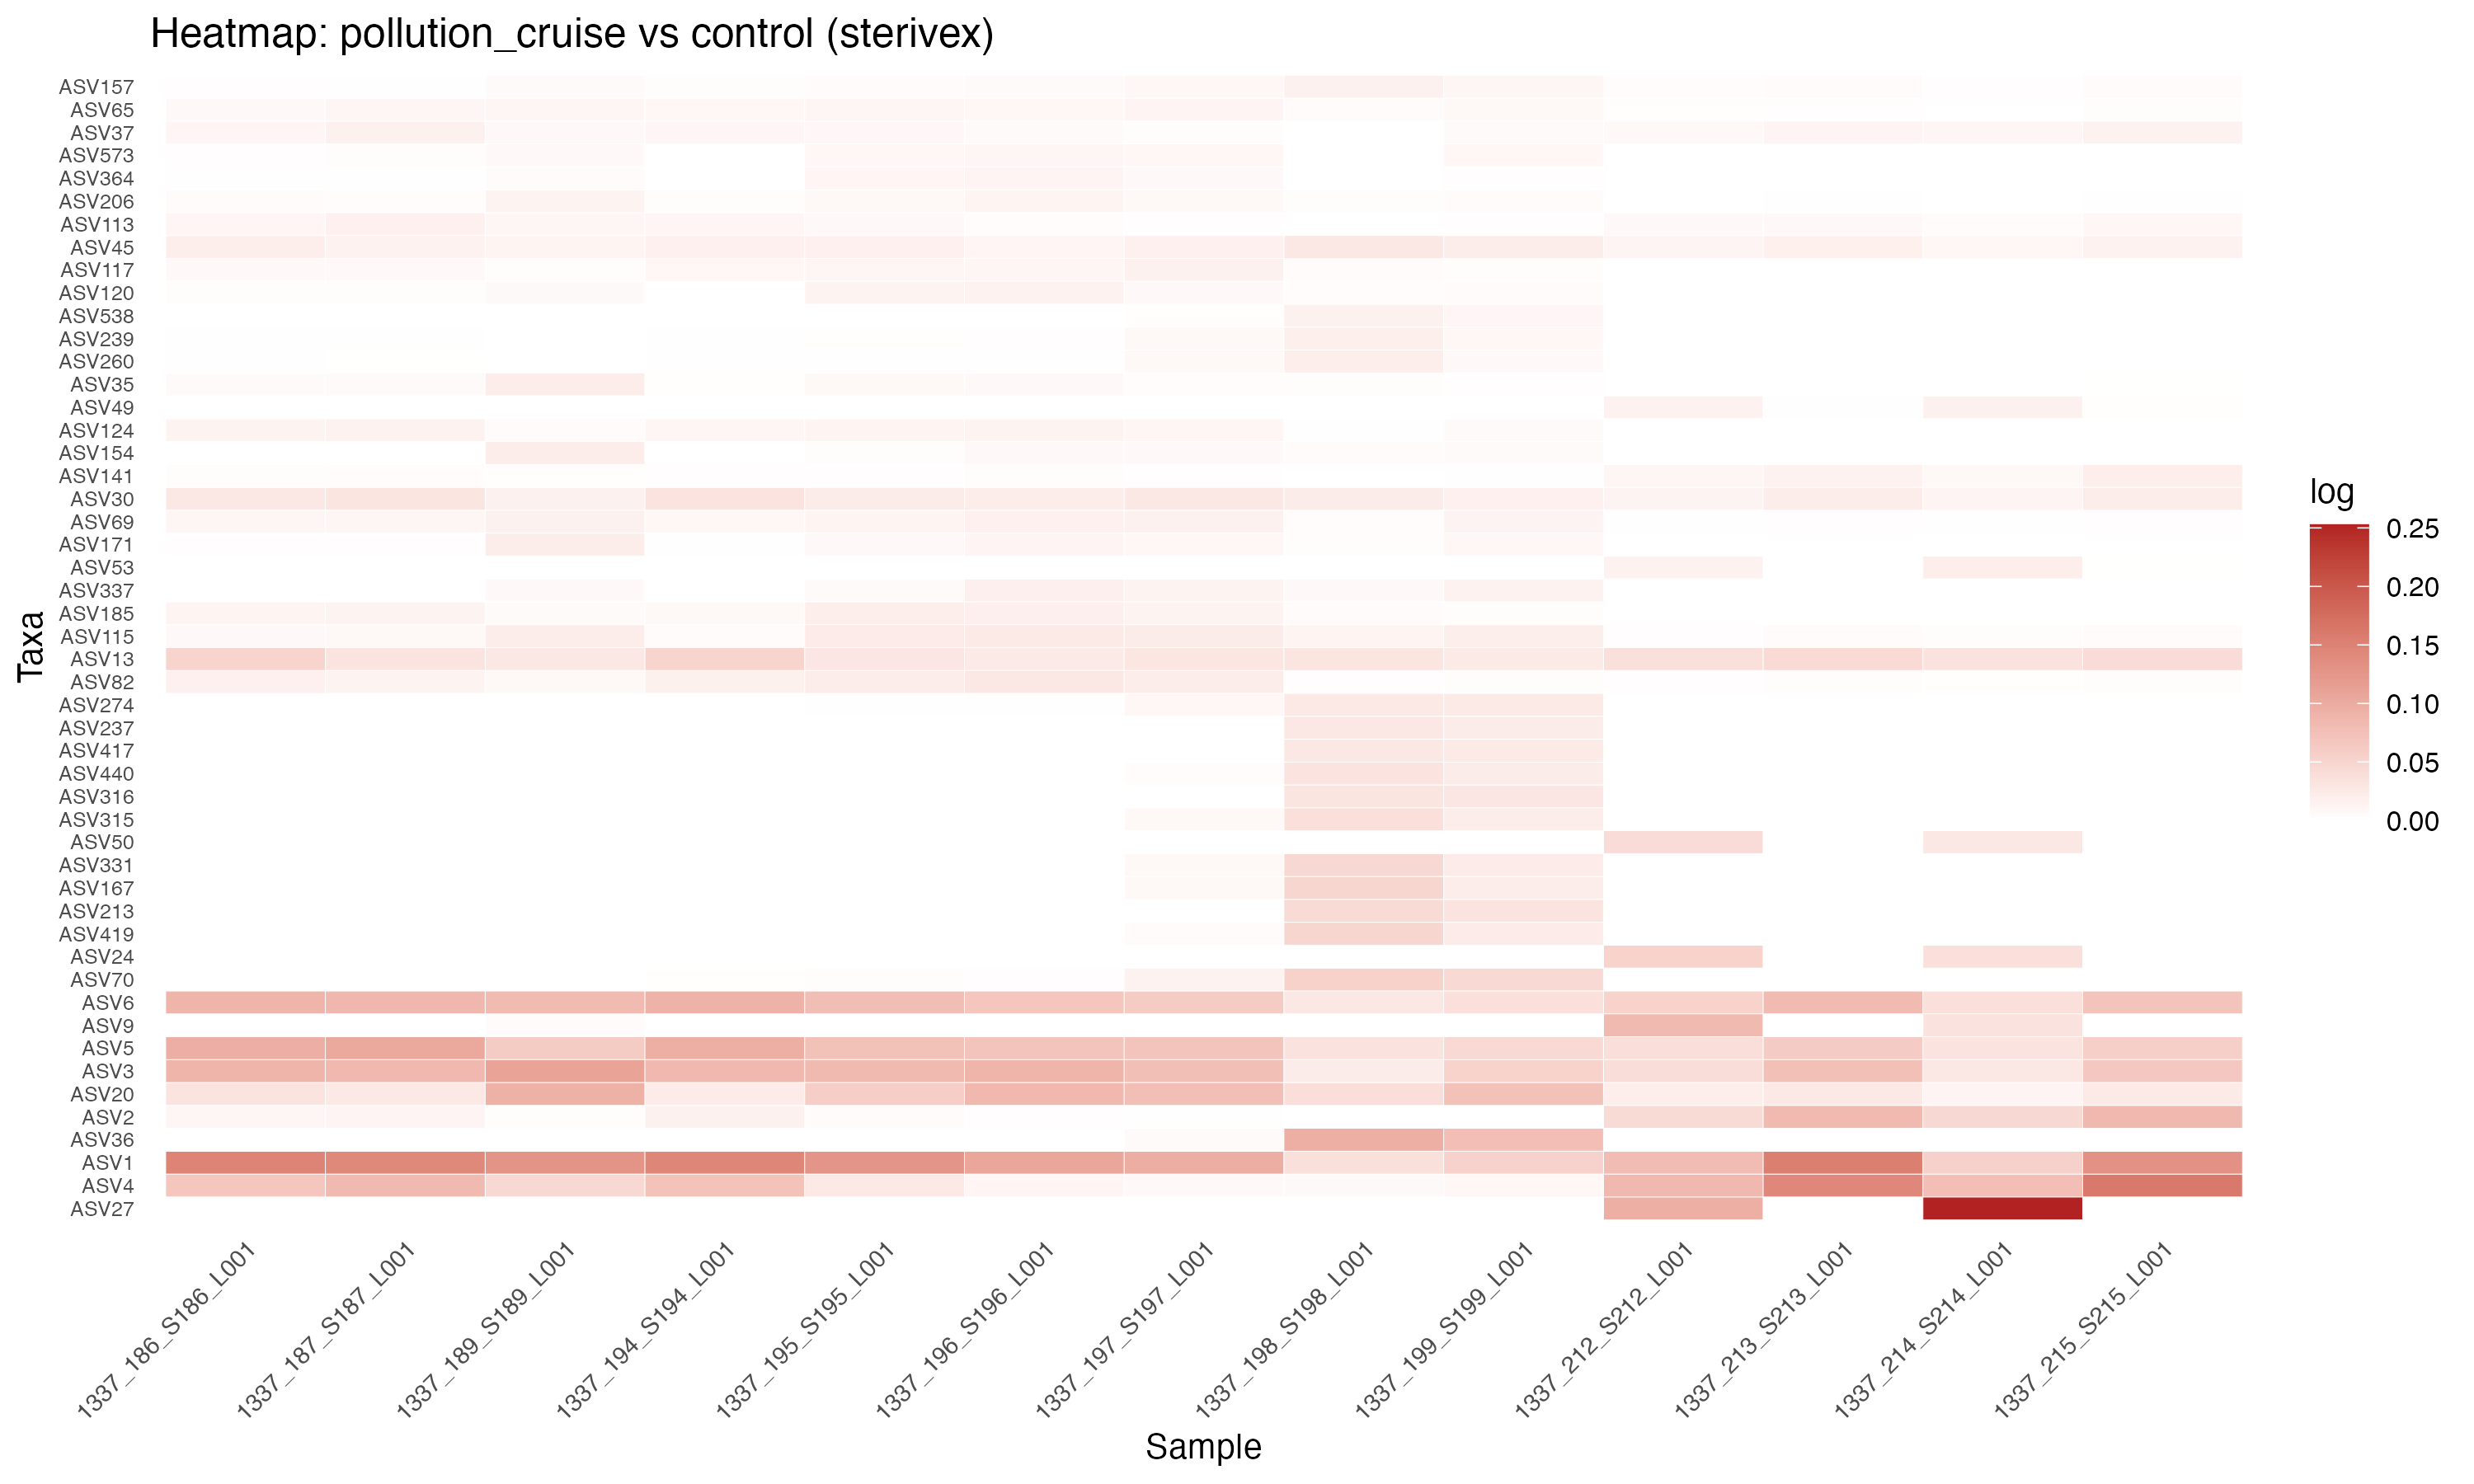 Heatmap: pollution_cruise vs control (sterivex)
ASV157
ASV65
ASV37
ASV573
ASV364
ASV206
ASV113
ASV45
ASV117
ASV120
ASV538
ASV239
ASV260
ASV35
ASV49
ASV124
ASV154
ASV141
ASV30
ASV69
ASV171
ASV53
ASV337
ASV185
ASV115
ASV13
ASV82
ASV274
ASV237
ASV417
ASV440
ASV316
ASV315
ASV50
ASV331
ASV167
ASV213
ASV419
ASV24
ASV70
ASV6
ASV9
ASV5
ASV3
ASV20
ASV2
ASV36
ASV1
ASV4
ASV27
Taxa
1337_186_S186_L001
1337_187_S187_L001
1337_189_S189_L001
1337_194_S194_L001
1337_195_S195_L001
1337_196_S196_L001
1337_197_S197_L001
1337_198_S198_L001
1337_199_S199_L001
1337_212_S212_L001
1337_213_S213_L001
1337_214_S214_L001
1337_215_S215_L001
Sample
log
0.25
0.20
0.15
0.10
0.05
0.00